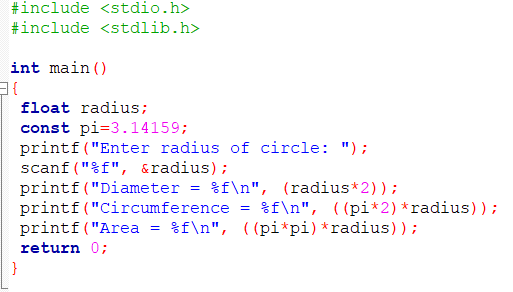 #include <stdio.h>
#include <stdlib.h>
int main()
{
float radius;
const pi=3.14159;
printf("Enter radius of circle: ");
scanf("%f", &radius);
printf("Diameter = %f\n", (radius*2));
printf("Circumference = %f\n", ((pi*2)*radius));
printf("Area = %f\n", ((pi*pi)*radius));
return 0;
}